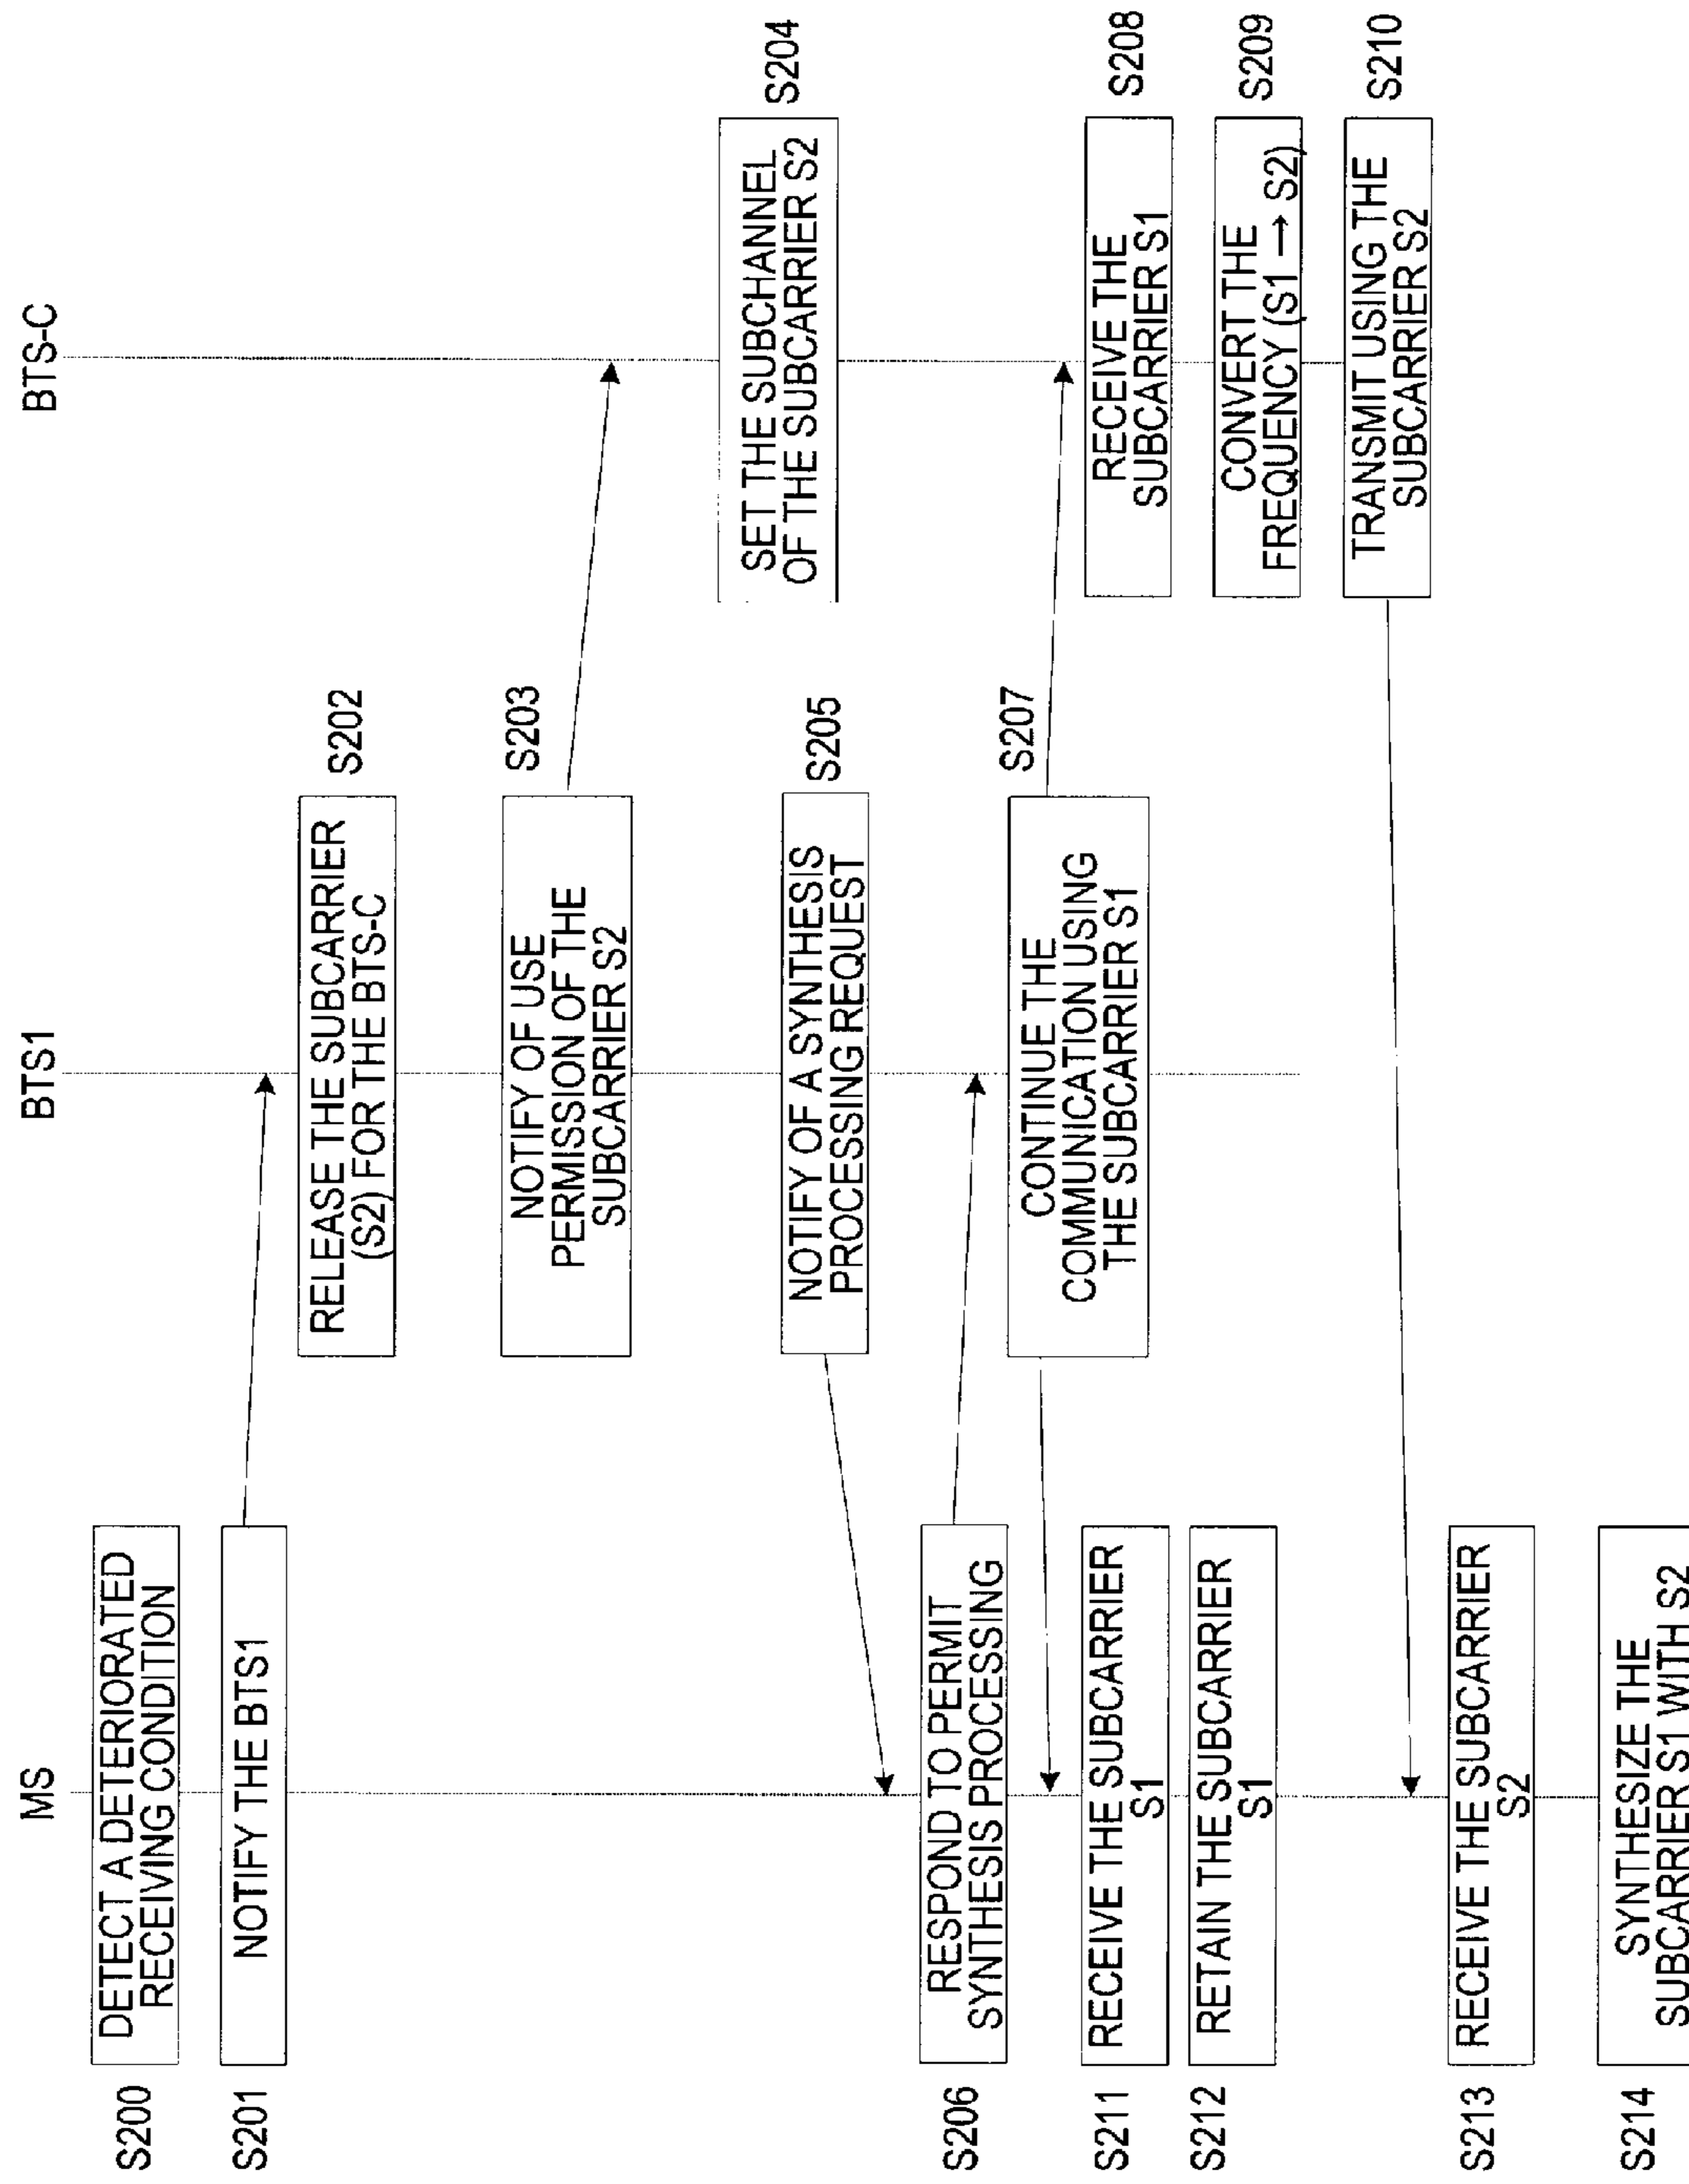 MS
BTS1
BTS-C
S200
DETECT A DETERIORATED
RECEIVING CONDITION
S201
NOTIFY THE BTS1
RELEASE THE SUBCARRIER
(S2) FOR THE BTS-C
S202
NOTIFY OF USE
PERMISSION OF THE
SUBCARRIER S2
S203
SET THE SUBCHANNEL
OF THE SUBCARRIER S2
S204
NOTIFY OF A SYNTHESIS
PROCESSING REQUEST
S205
S206
RESPOND TO PERMIT
SYNTHESIS PROCESSING
CONTINUE THE
COMMUNICATION USING
THE SUBCARRIER S1
S207
RECEIVE THE
SUBCARRIER S1
S208
CONVERT THE
FREQUENCY (S1 → S2)
S209
TRANSMIT USING THE
SUBCARRIER S2
S210
S211
RECEIVE THE SUBCARRIER
S1
S212
RETAIN THE SUBCARRIER
S1
S213
RECEIVE THE SUBCARRIER
S2
S214
SYNTHESIZE THE
SUBCARRIER S1 WITH S2